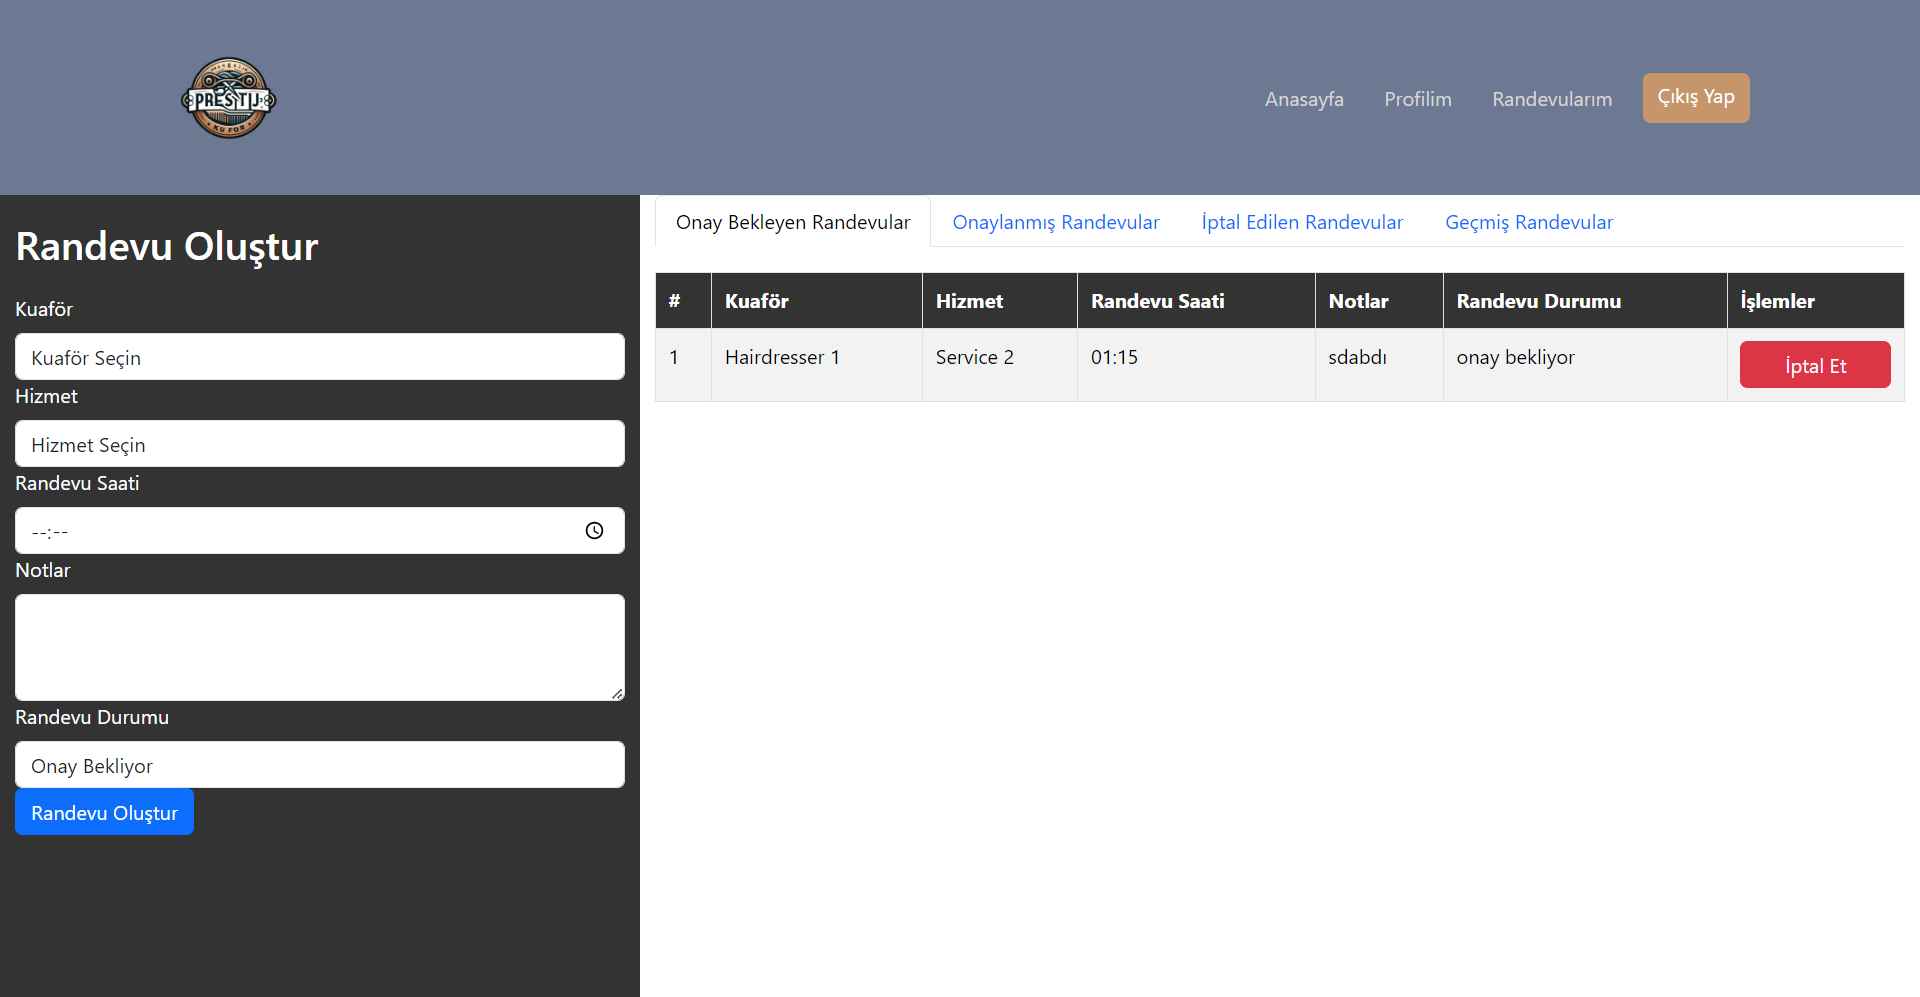 PRESTIJ
KU FOR
Anasayfa
Profilim
Randevularım
Çıkış Yap
Randevu Oluştur
Kuaför
Kuaför Seçin
Hizmet
Hizmet Seçin
Randevu Saati
--:--
Notlar
Randevu Durumu
Onay Bekliyor
Randevu Oluştur
Onay Bekleyen Randevular
Onaylanmış Randevular
İptal Edilen Randevular
Geçmiş Randevular
# Kuaför Hizmet Randevu Saati Notlar Randevu Durumu İşlemler
1 Hairdresser 1 Service 2 01:15 sdabdı onay bekliyor İptal Et